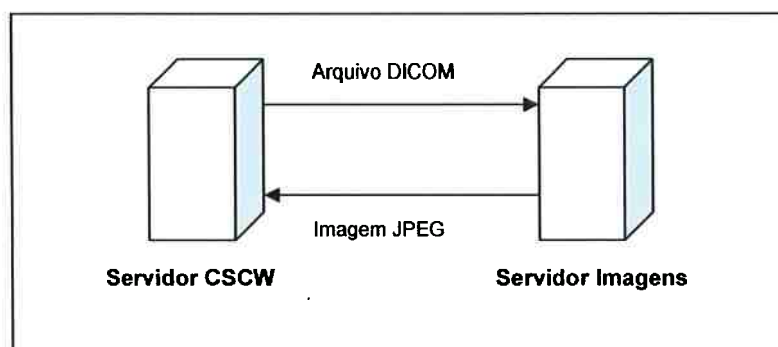 Arquivo DICOM
Imagem JPEG
Servidor CSCW
Servidor Imagens